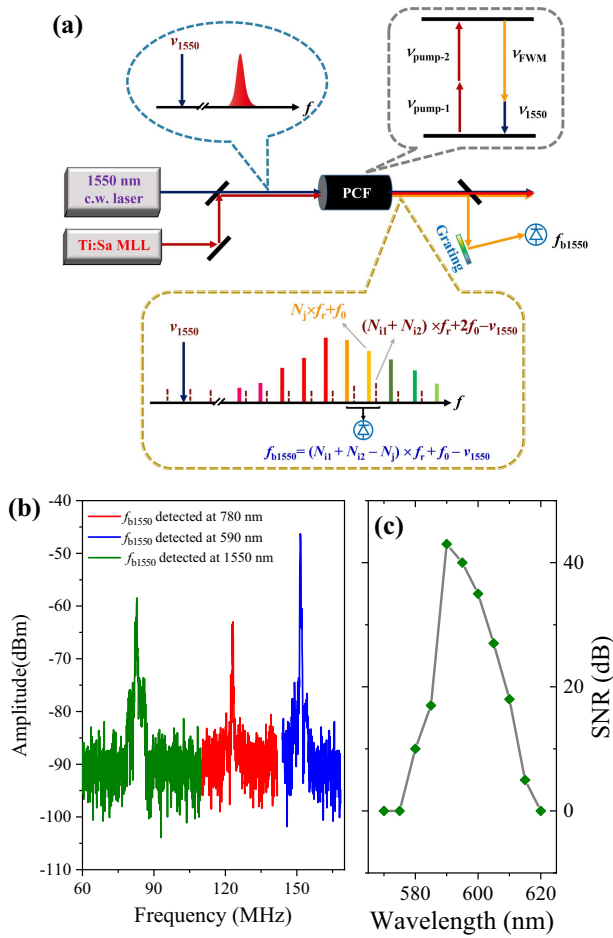 (a)
ν1550
f
νpump-2
νFWM
νpump-1
ν1550
1550 nm
c.w. laser
PCF
Ti:Sa MLL
Grating
fb1550
Nj×fr+f0
(Ni1+ Ni2) ×fr+2f0−ν1550
ν1550
f
fb1550= (Ni1 + Ni2 − Nj) ×fr + f0 − ν1550
(b)
(c)
fb1550 detected at 780 nm
fb1550 detected at 590 nm
fb1550 detected at 1550 nm
Amplitude(dBm)
-40
-50
-60
-70
-80
-90
-100
-110
60
90
120
150
Frequency (MHz)
40
20
0
SNR (dB)
580
600
620
Wavelength (nm)